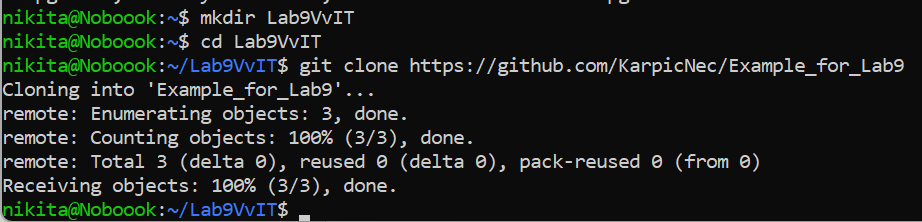 nikita@Noboook:~$ mkdir Lab9VvIT
nikita@Noboook:~$ cd Lab9VvIT
nikita@Noboook:~/Lab9VvIT$ git clone https://github.com/KarpicNec/Example_for_Lab9
Cloning into 'Example_for_Lab9'...
remote: Enumerating objects: 3, done.
remote: Counting objects: 100% (3/3), done.
remote: Total 3 (delta 0), reused 0 (delta 0), pack-reused 0 (from 0)
Receiving objects: 100% (3/3), done.
nikita@Noboook:~/Lab9VvIT$